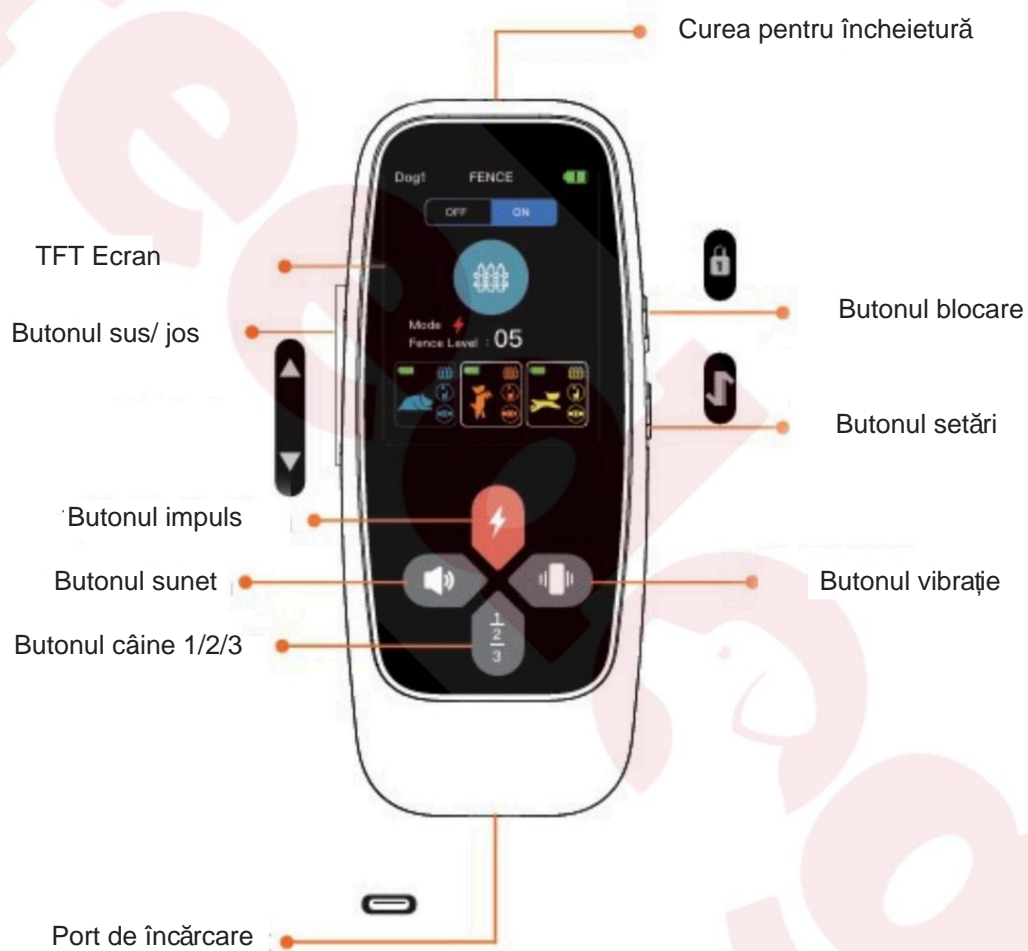 Curea pentru încheietură
Dog1 FENCE
OFF ON
TFT Ecran
Butonul sus/ jos
1
Butonul blocare
Mode
Fence Level : 05
Butonul setări
Butonul impuls
Butonul sunet
Butonul vibrație
Butonul câine 1/2/3
1
2
3
Port de încărcare